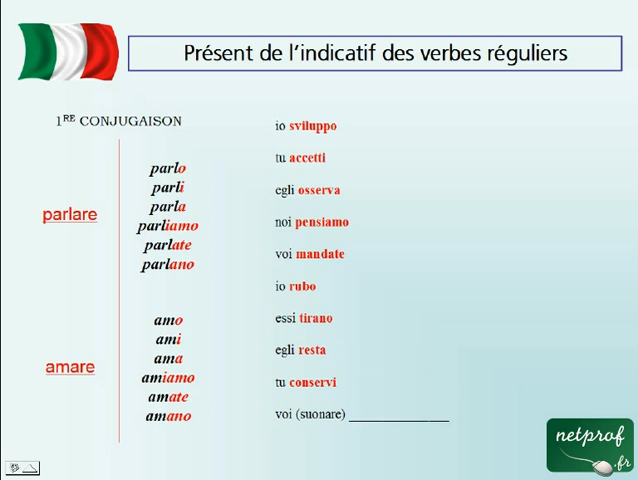 Présent de l'indicatif des verbes réguliers
1RE CONJUGAISON
parlare
parlo
parli
parla
parliamo
parlate
parlano
amare
amo
ami
ama
amiamo
amate
amano
io sviluppo
tu accetti
egli osserva
noi pensiamo
voi mandate
io rubo
essi tirano
egli resta
tu conservi
voi (suonare) ________________
netprof
.fr